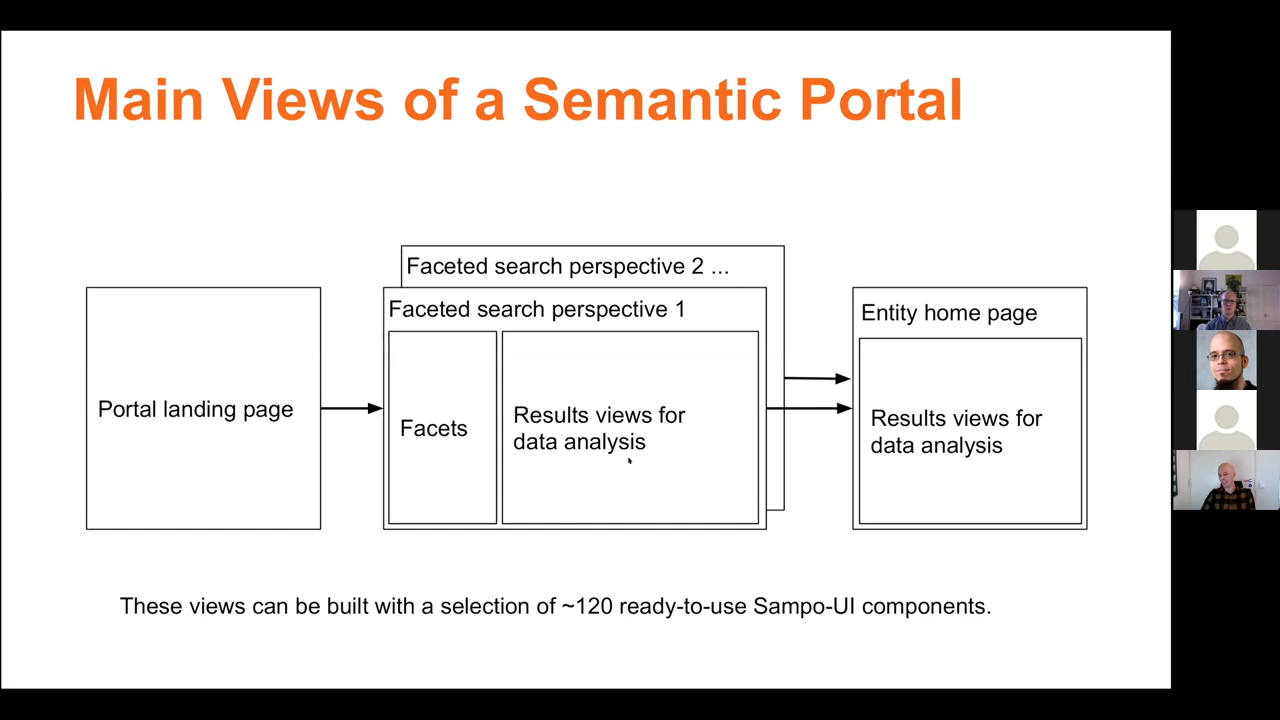 Main Views of a Semantic Portal
Faceted search perspective 2 ...
Faceted search perspective 1
Portal landing page
Facets
Results views for
data analysis
Entity home page
Results views for
data analysis
These views can be built with a selection of ~120 ready-to-use Sampo-UI components.